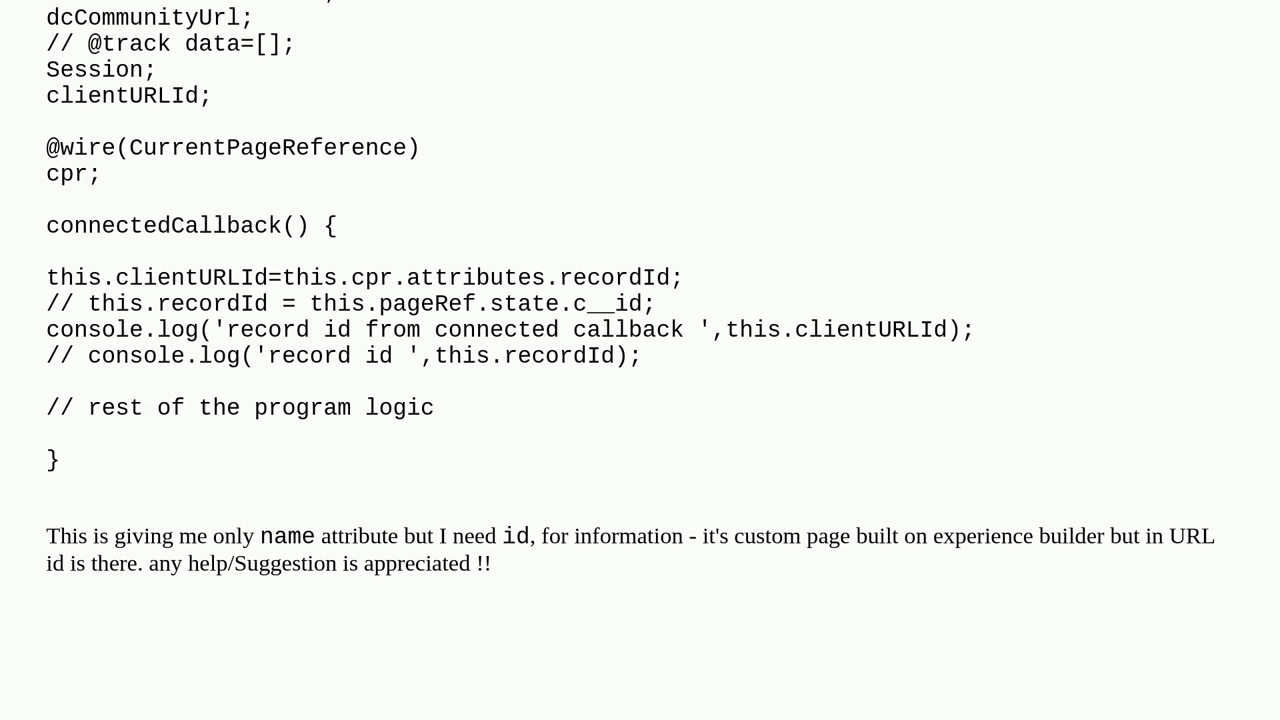 dcCommunityUrl;
// @track data=[];
Session;
clientURLId;
@wire(CurrentPageReference)
cpr;
connectedCallback() {
this.clientURLId=this.cpr.attributes.recordId;
// this.recordId = this.pageRef.state.c__id;
console.log('record id from connected callback ',this.clientURLId);
// console.log('record id ',this.recordId);
// rest of the program logic
}
This is giving me only name attribute but I need id, for information - it's custom page built on experience builder but in URL
id is there. any help/Suggestion is appreciated !!